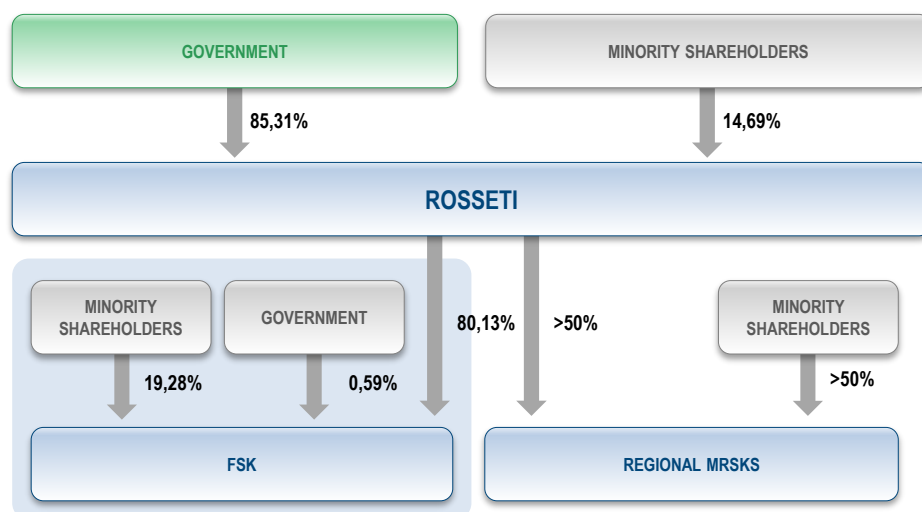 GOVERNMENT
MINORITY SHAREHOLDERS
85,31%
14,69%
ROSSETI
MINORITY
SHAREHOLDERS
GOVERNMENT
MINORITY
SHAREHOLDERS
80,13%
>50%
19,28%
0,59%
>50%
FSK
REGIONAL MRSKS